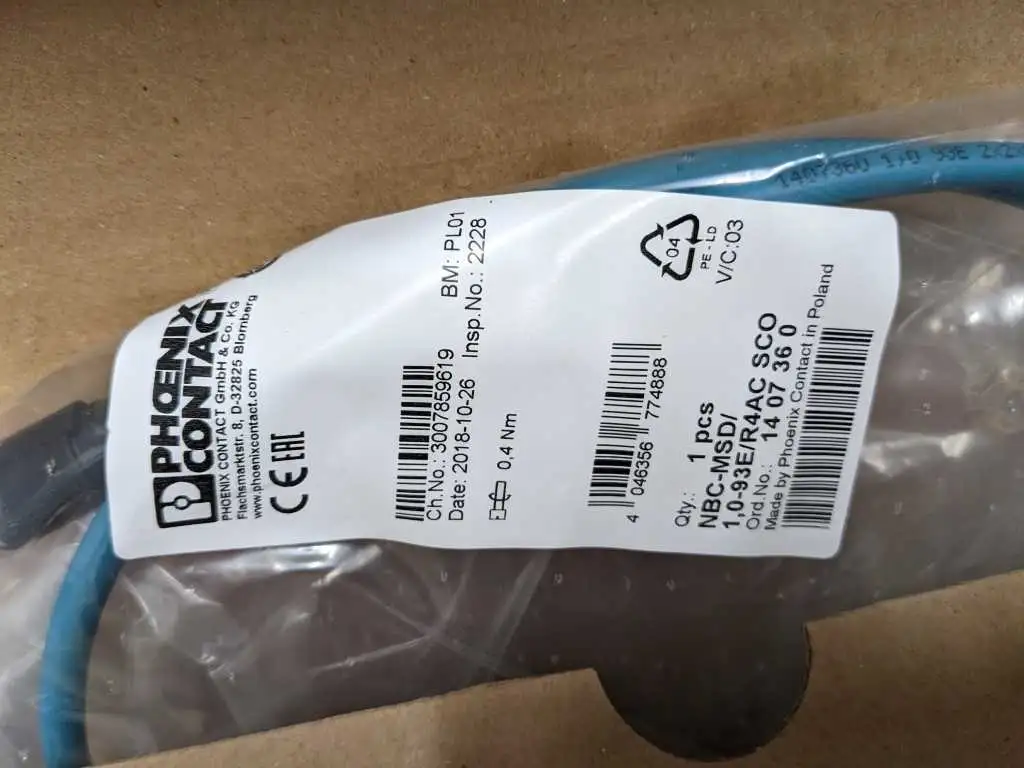 PHŒNIX
CONTACT
PHOENIX CONTACT GmbH & Co. KG
Flachsmarktstr. 8, D-32825 Blomberg
www.phoenixcontact.com
CE EAC
Ch.No.: 3007859619
BM: PL01
Date: 2018-10-26
Insp.No.: 2228
0,4 Nm
4 046356 774888
04
PE-LD
V/C:03
Qty.: 1 pcs
NBC-MSD/
1,0-93E/R4AC SCO
Ord.No.: 14 07 36 0
Made by Phoenix Contact in Poland
1407360 1,0 93E